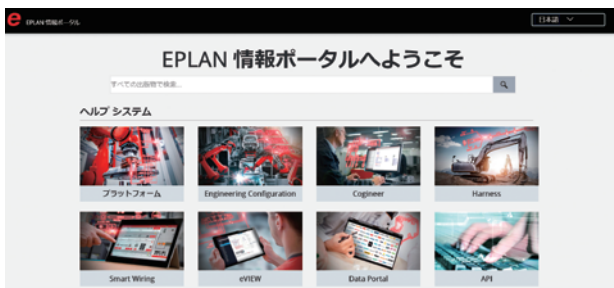 e EPLAN 情報ポータル
日本語
EPLAN 情報ポータルへようこそ
すべての出版物で検索...
ヘルプ システム
プラットフォーム
Engineering Configuration
Cogineer
Harness
Smart Wiring
eVIEW
Data Portal
API